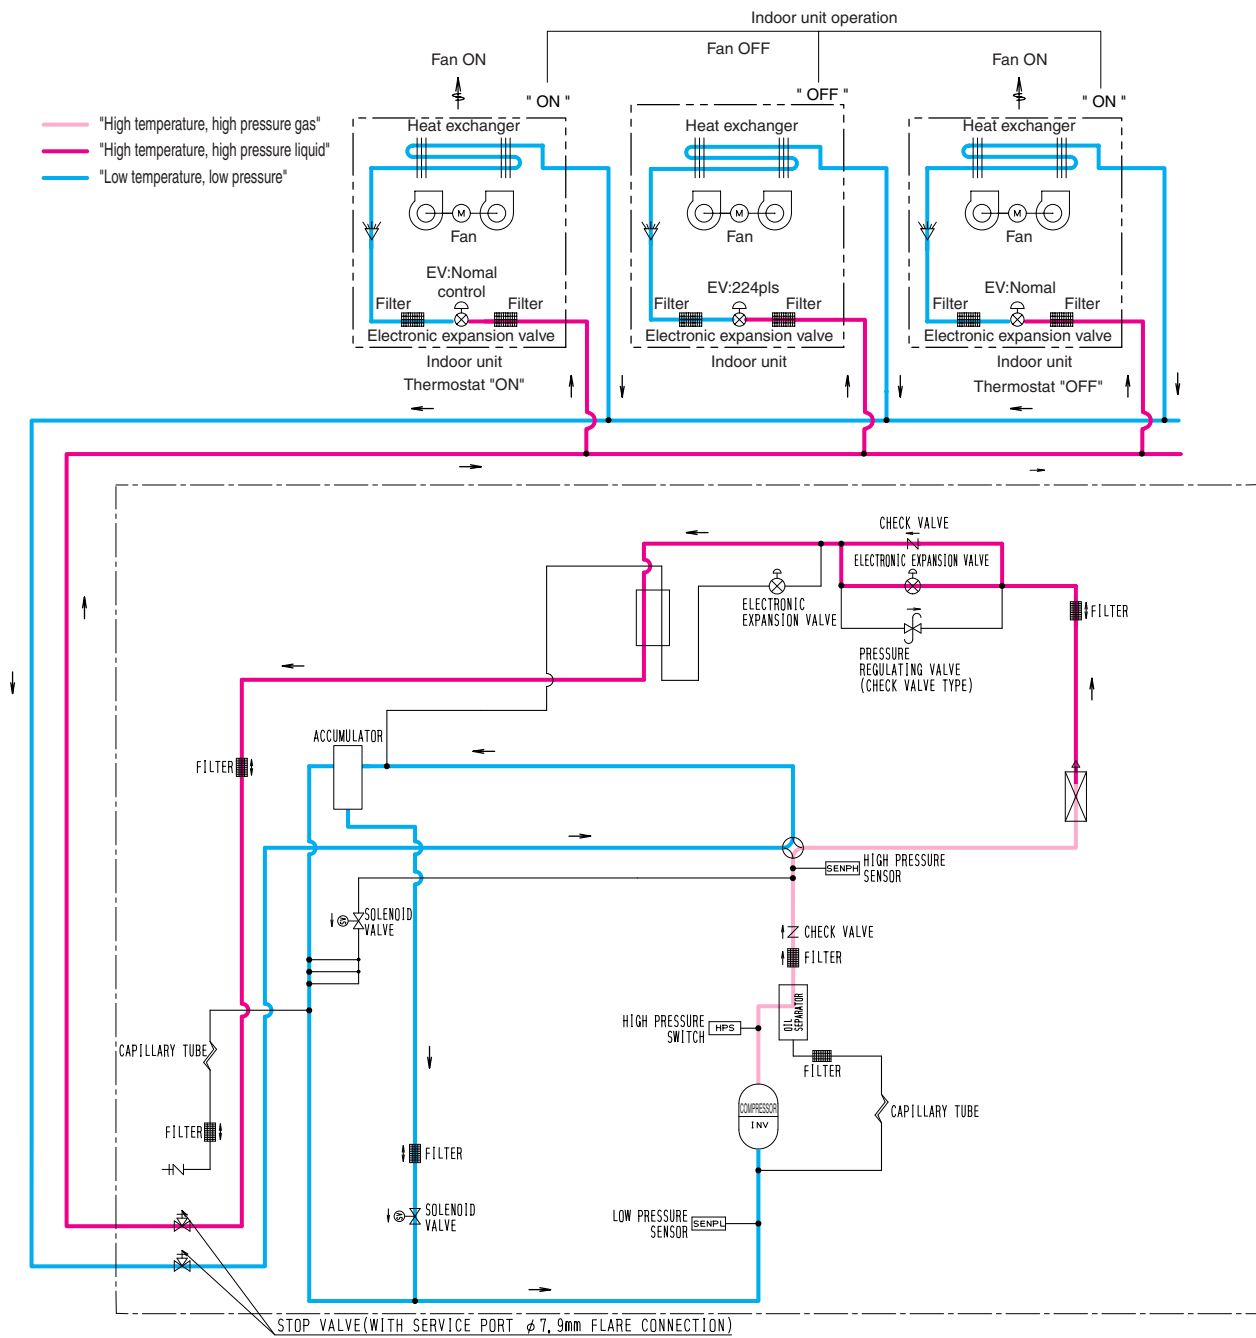 Indoor unit operation
Fan ON
Fan OFF
Fan ON
" ON "
" OFF "
" ON "
"High temperature, high pressure gas"
"High temperature, high pressure liquid"
"Low temperature, low pressure"
Heat exchanger
Heat exchanger
Heat exchanger
M
M
M
Fan
Fan
Fan
EV:Nomal
control
EV:224pls
EV:Nomal
Filter
Filter
Filter
Filter
Filter
Filter
Electronic expansion valve
Electronic expansion valve
Electronic expansion valve
Indoor unit
Indoor unit
Indoor unit
Thermostat "ON"
Thermostat "OFF"
CHECK VALVE
ELECTRONIC EXPANSION VALVE
ELECTRONIC
EXPANSION VALVE
FILTER
PRESSURE
REGULATING VALVE
(CHECK VALVE TYPE)
ACCUMULATOR
FILTER
SENPH
HIGH PRESSURE
SENSOR
SV
SOLENOID
VALVE
CHECK VALVE
FILTER
OIL
SEPARATOR
HIGH PRESSURE
SWITCH
HPS
CAPILLARY TUBE
FILTER
COMPRESSOR
INV
CAPILLARY TUBE
FILTER
FILTER
SV
SOLENOID
VALVE
LOW PRESSURE
SENSOR
SENPL
STOP VALVE(WITH SERVICE PORT φ7,9mm FLARE CONNECTION)